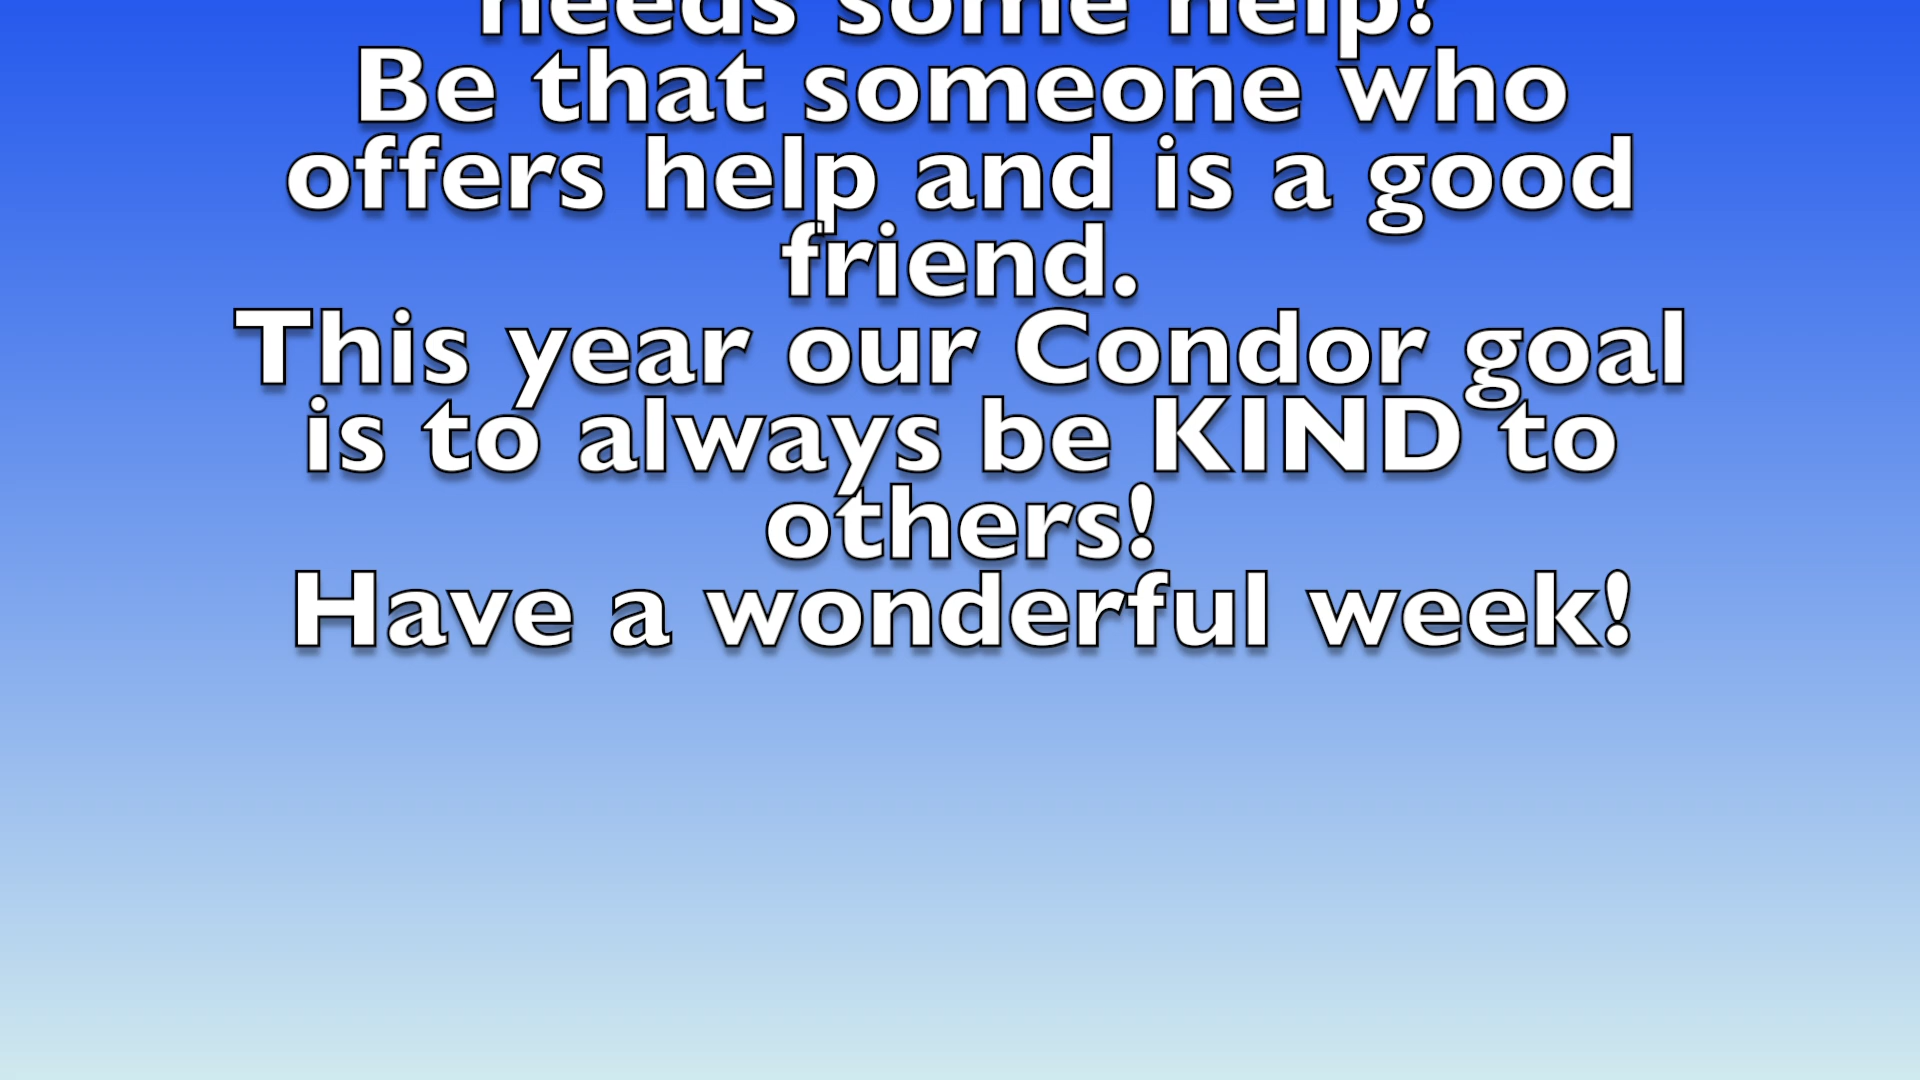 needs some help?
Be that someone who
offers help and is a good
friend.
This year our Condor goal
is to always be KIND to
others!
Have a wonderful week!